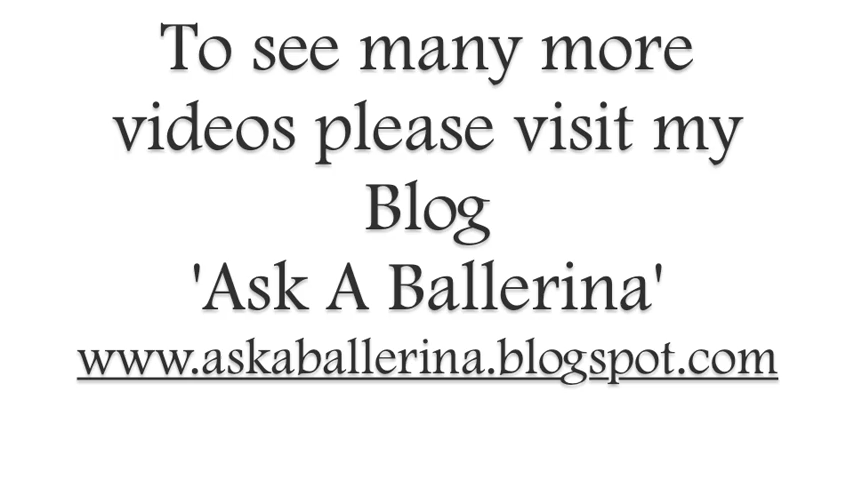 To see many more
videos please visit my
Blog
'Ask A Ballerina'
www.askaballerina.blogspot.com